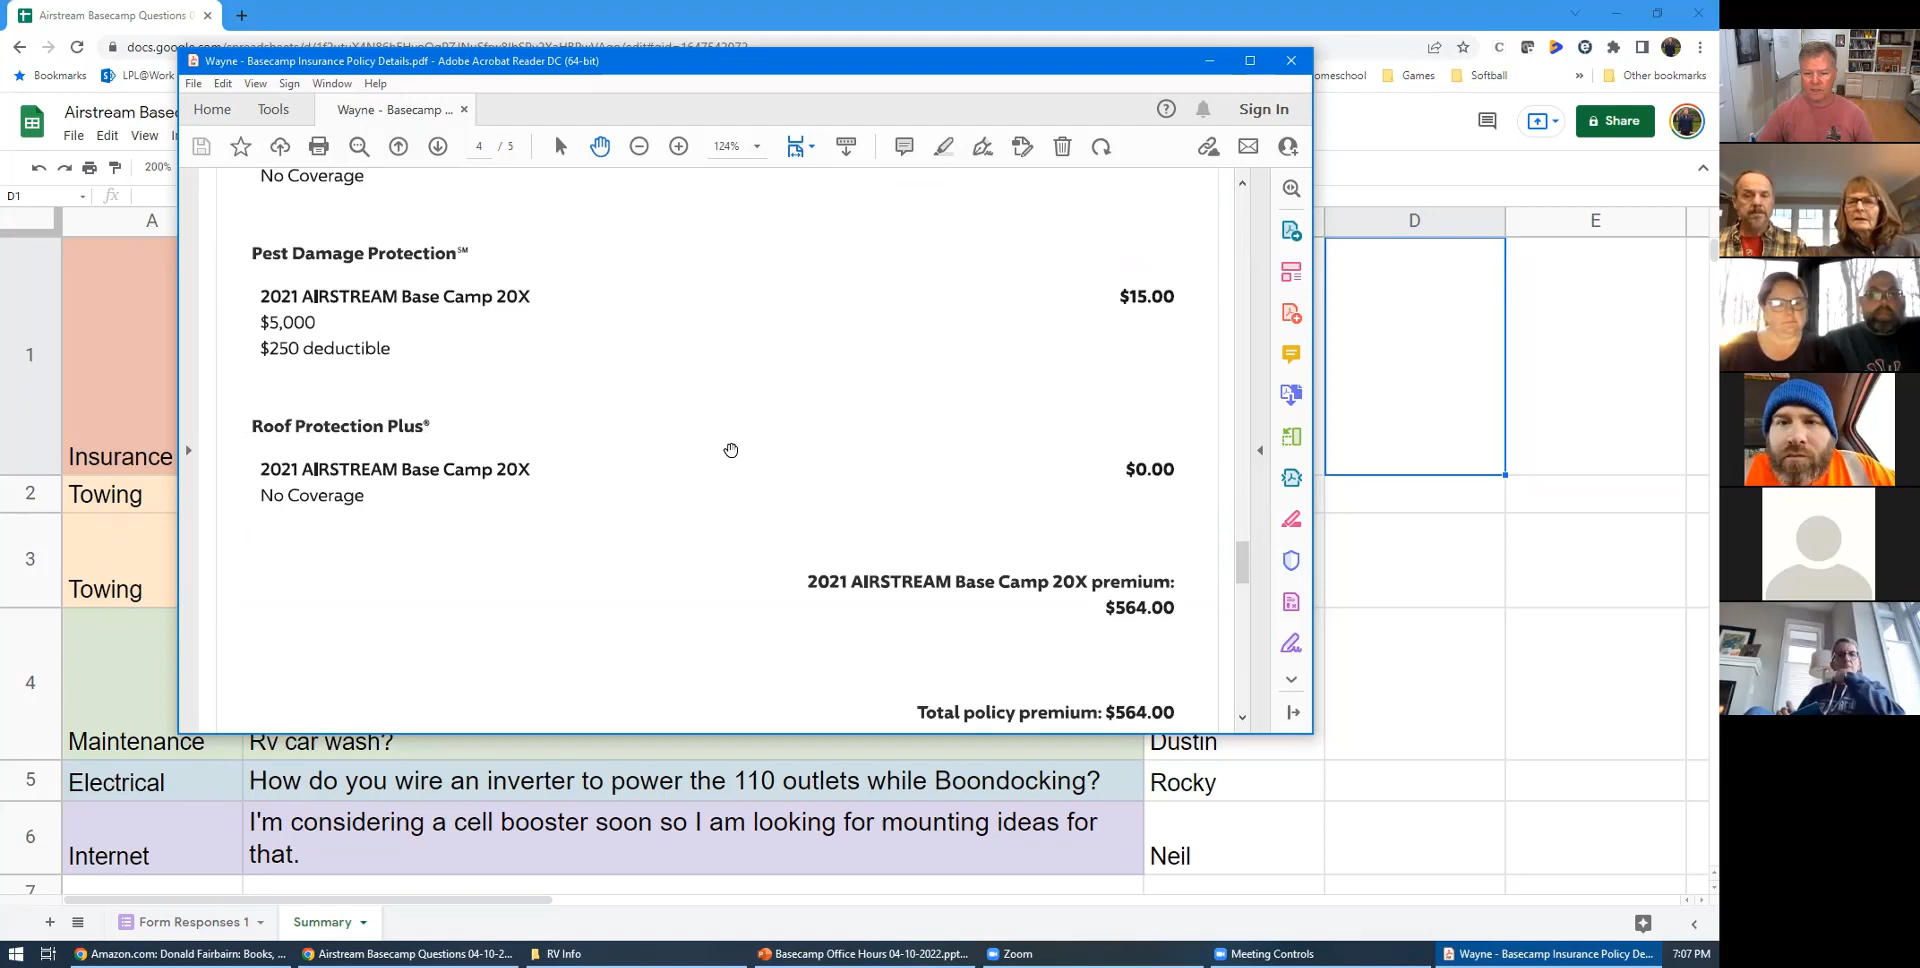 Airstream Basecamp Questions
Bookmarks
LPL@Work
omeschool
Games
Softball
»
Other bookmarks
Wayne - Basecamp Insurance Policy Details.pdf - Adobe Acrobat Reader DC (64-bit)
File Edit View Sign Window Help
Home Tools Wayne - Basecamp ... Sign In
4 / 5 124%
Airstream Base
File Edit View
Share
200%
D1
fx
A D E
No Coverage
Pest Damage Protection℠
2021 AIRSTREAM Base Camp 20X $15.00
$5,000
$250 deductible
Roof Protection Plus®
2021 AIRSTREAM Base Camp 20X $0.00
No Coverage
2021 AIRSTREAM Base Camp 20X premium:
$564.00
Total policy premium: $564.00
1 Insurance
2 Towing
3 Towing
4 Maintenance Rv car wash? Dustin
5 Electrical How do you wire an inverter to power the 110 outlets while Boondocking? Rocky
6 Internet I'm considering a cell booster soon so I am looking for mounting ideas for
that. Neil
7
Form Responses 1 Summary
Amazon.com: Donald Fairbairn: Books, ... Airstream Basecamp Questions 04-10-2... RV Info Basecamp Office Hours 04-10-2022.ppt... Zoom Meeting Controls Wayne - Basecamp Insurance Policy De... 7:07 PM